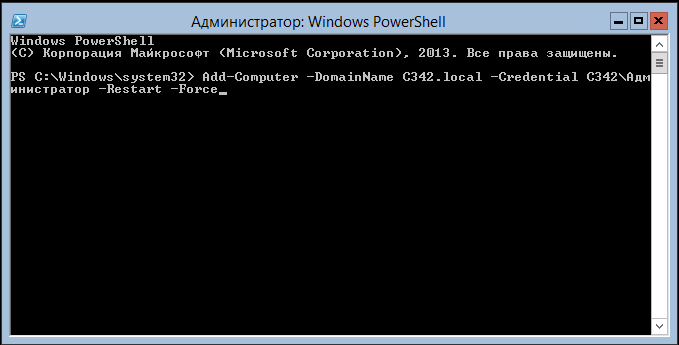 Администратор: Windows PowerShell
Windows PowerShell
(C) Корпорация Майкрософт (Microsoft Corporation), 2013. Все права защищены.
PS C:\Windows\system32> Add-Computer -DomainName C342.local -Credential C342\Адм
инистратор -Restart -Force_